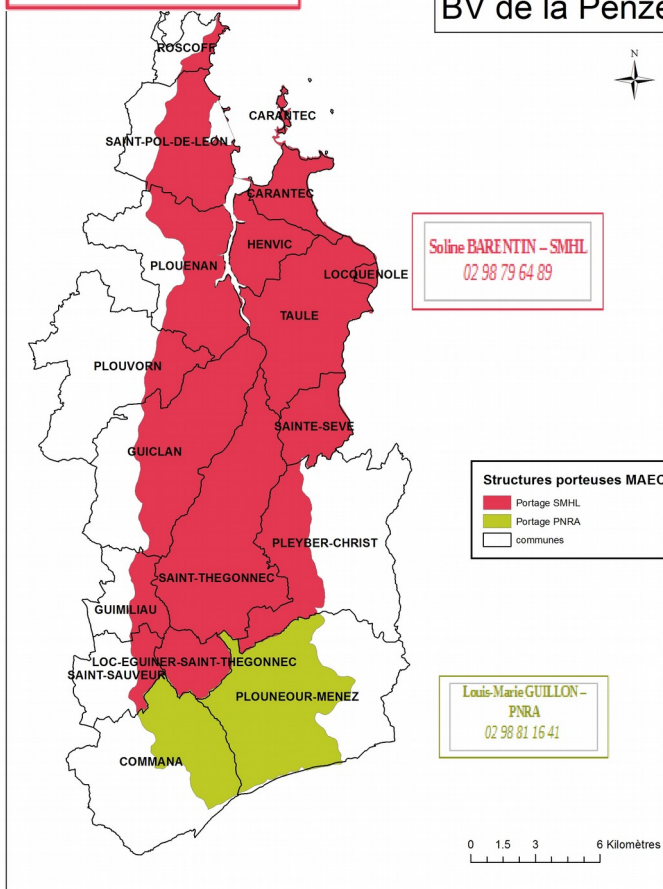 BV de la Penzé
N
ROSCOFF
CARANTEC
SAINT-POL-DE-LEON
CARANTEC
HENVIC
Soline BARENTIN – SMHL
02 98 79 64 89
PLOUENAN
LOCQUENOLE
TAULE
PLOUVORN
SAINTE-SEVE
GUICLAN
Structures porteuses MAEC
Portage SMHL
Portage PNRA
communes
PLEYBER-CHRIST
SAINT-THEGONNEC
GUIMILIAU
LOC-EGUINER-SAINT-THEGONNEC
SAINT-SAUVEUR
PLOUNEOUR-MENEZ
Louis-Marie GUILLON –
PNRA
02 98 81 16 41
COMMANA
0 1.5 3 6 Kilomètres